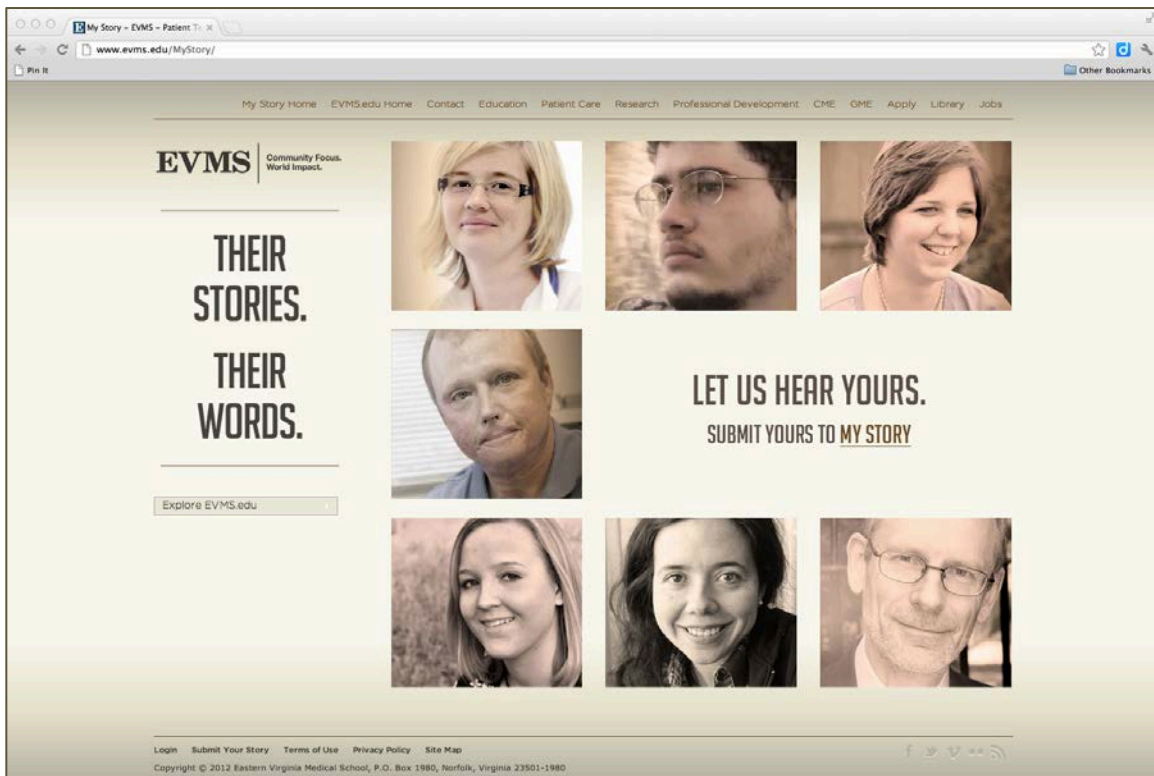 My Story – EVMS – Patient T
www.evms.edu/MyStory/
Pin It
Other Bookmarks
My Story Home EVMS.edu Home Contact Education Patient Care Research Professional Development CME GME Apply Library Jobs
EVMS
Community Focus.
World Impact.
THEIR
STORIES.
THEIR
WORDS.
LET US HEAR YOURS.
SUBMIT YOURS TO MY STORY
Explore EVMS.edu
Login Submit Your Story Terms of Use Privacy Policy Site Map
Copyright © 2012 Eastern Virginia Medical School, P.O. Box 1980, Norfolk, Virginia 23501-1980